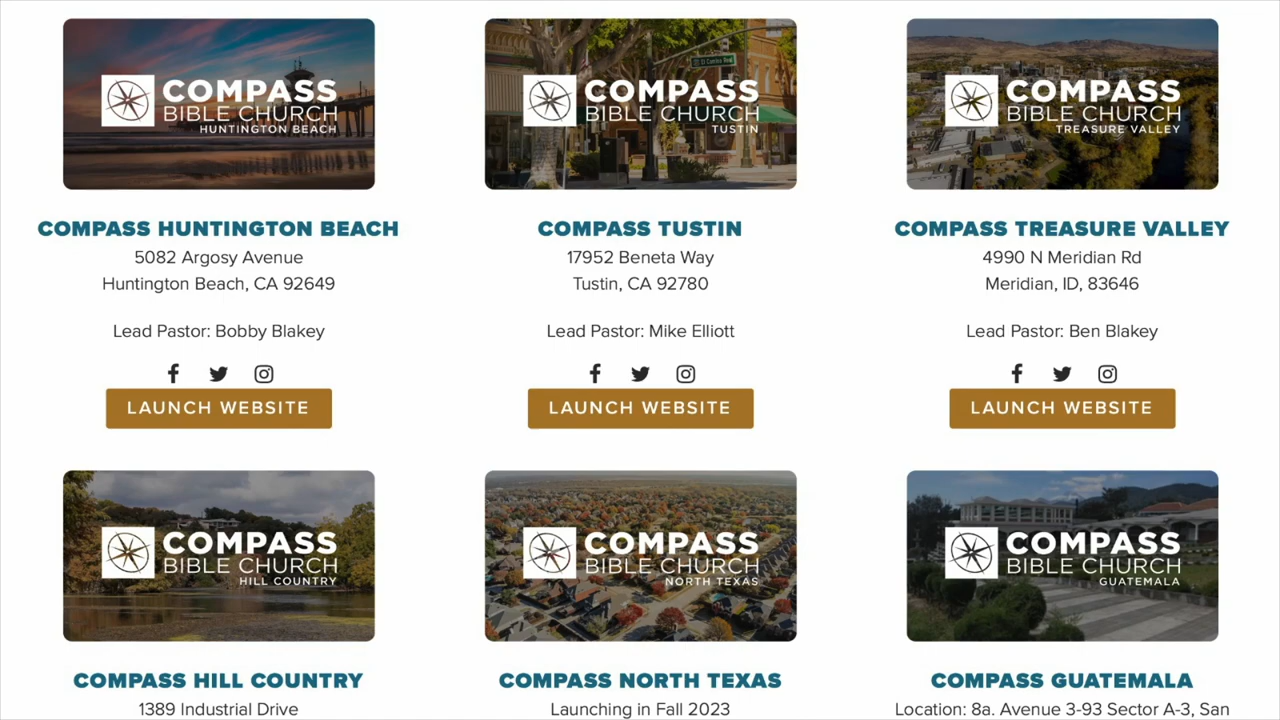 COMPASS
BIBLE CHURCH
HUNTINGTON BEACH
COMPASS HUNTINGTON BEACH
5082 Argosy Avenue
Huntington Beach, CA 92649
Lead Pastor: Bobby Blakey
LAUNCH WEBSITE
El Camino Real
COMPASS
BIBLE CHURCH
TUSTIN
COMPASS TUSTIN
17952 Beneta Way
Tustin, CA 92780
Lead Pastor: Mike Elliott
LAUNCH WEBSITE
COMPASS
BIBLE CHURCH
TREASURE VALLEY
COMPASS TREASURE VALLEY
4990 N Meridian Rd
Meridian, ID, 83646
Lead Pastor: Ben Blakey
LAUNCH WEBSITE
COMPASS
BIBLE CHURCH
HILL COUNTRY
COMPASS HILL COUNTRY
1389 Industrial Drive
COMPASS
BIBLE CHURCH
NORTH TEXAS
COMPASS NORTH TEXAS
Launching in Fall 2023
COMPASS
BIBLE CHURCH
GUATEMALA
COMPASS GUATEMALA
Location: 8a. Avenue 3-93 Sector A-3, San